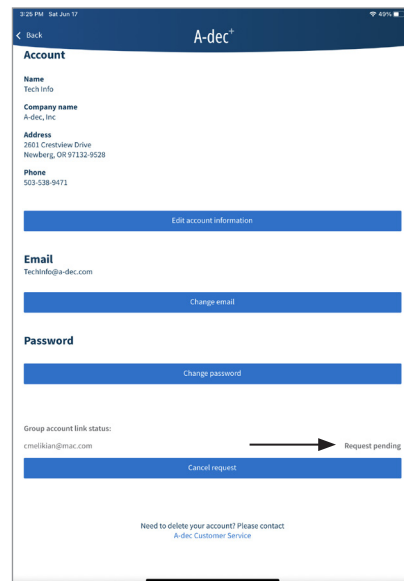 3:25 PM Sat Jun 17
49%
Back
A-dec+
Account
Name
Tech Info
Company name
A-dec, Inc
Address
2601 Crestview Drive
Newberg, OR 97132-9528
Phone
503-538-9471
Edit account information
Email
TechInfo@a-dec.com
Change email
Password
Change password
Group account link status:
cmelikian@mac.com Request pending
Cancel request
Need to delete your account? Please contact
A-dec Customer Service